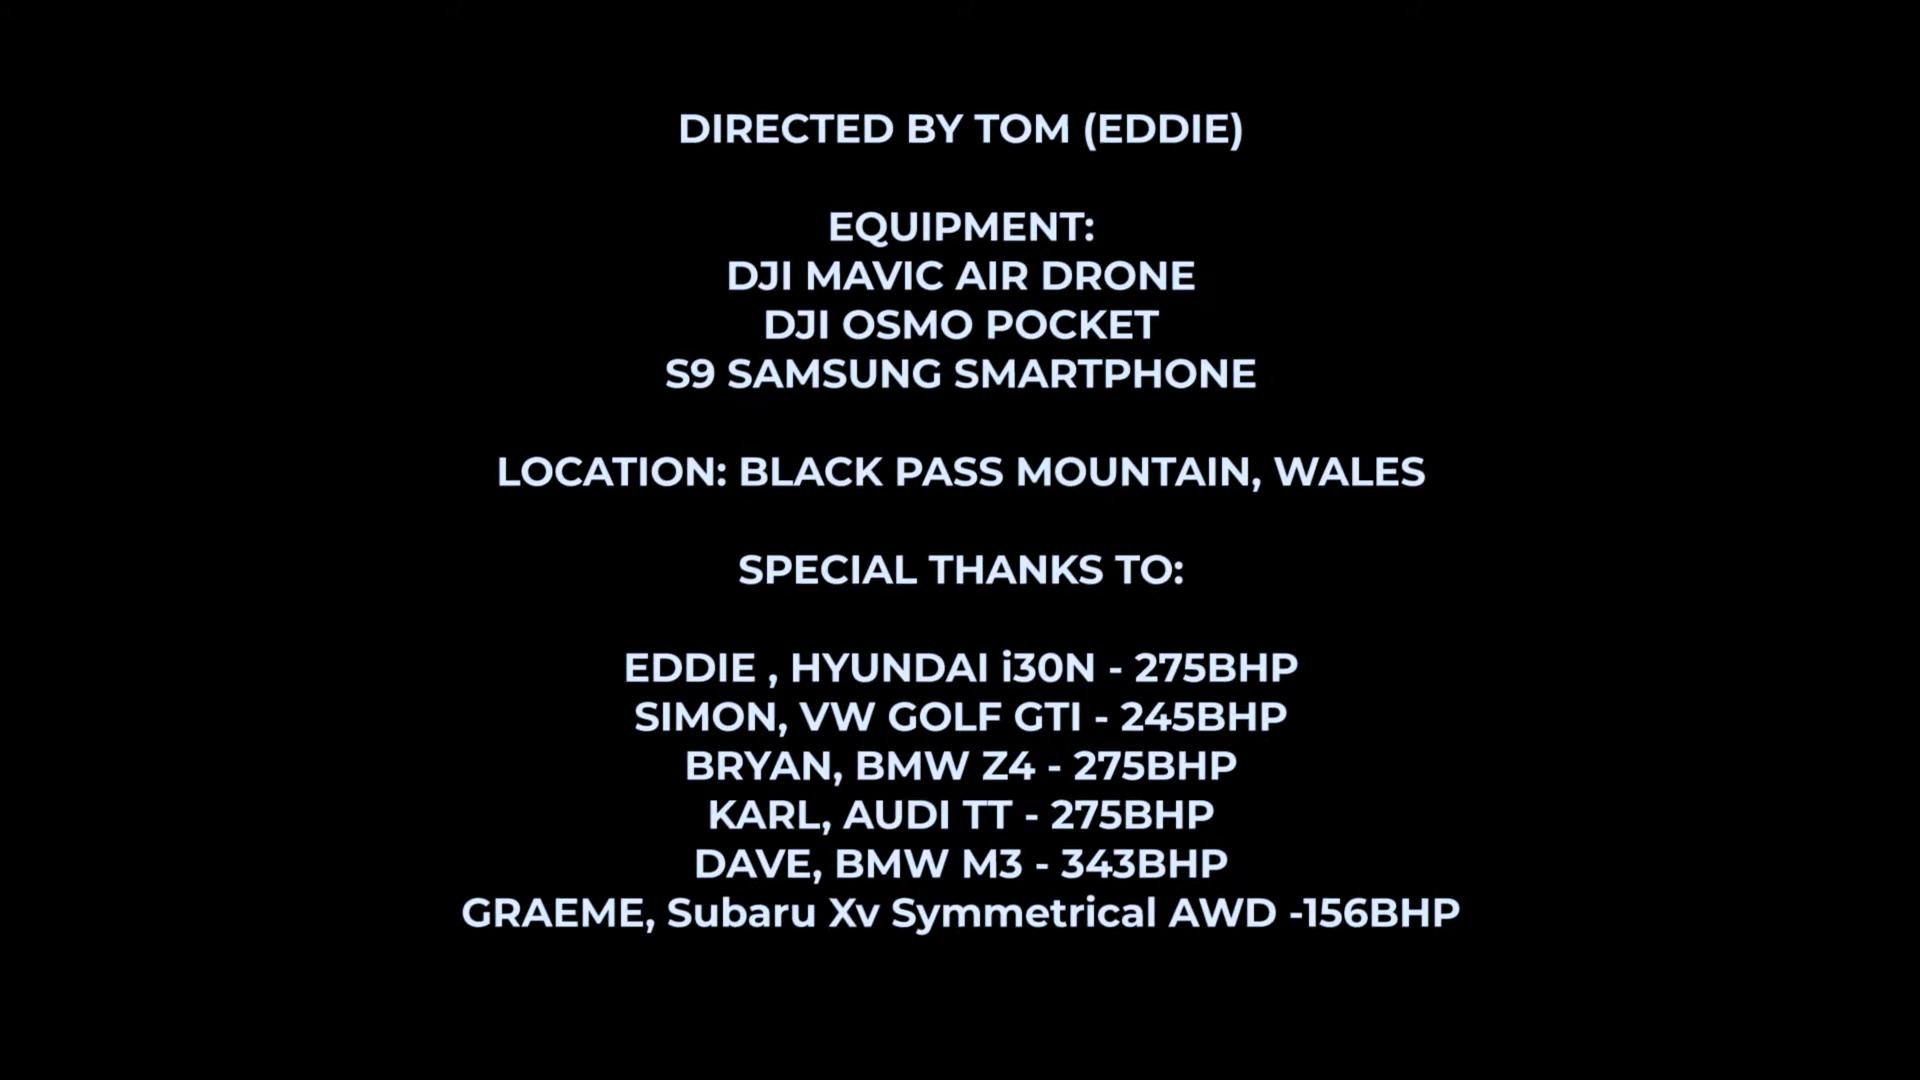 DIRECTED BY TOM (EDDIE)
EQUIPMENT:
DJI MAVIC AIR DRONE
DJI OSMO POCKET
S9 SAMSUNG SMARTPHONE
LOCATION: BLACK PASS MOUNTAIN, WALES
SPECIAL THANKS TO:
EDDIE , HYUNDAI i30N - 275BHP
SIMON, VW GOLF GTI - 245BHP
BRYAN, BMW Z4 - 275BHP
KARL, AUDI TT - 275BHP
DAVE, BMW M3 - 343BHP
GRAEME, Subaru Xv Symmetrical AWD -156BHP